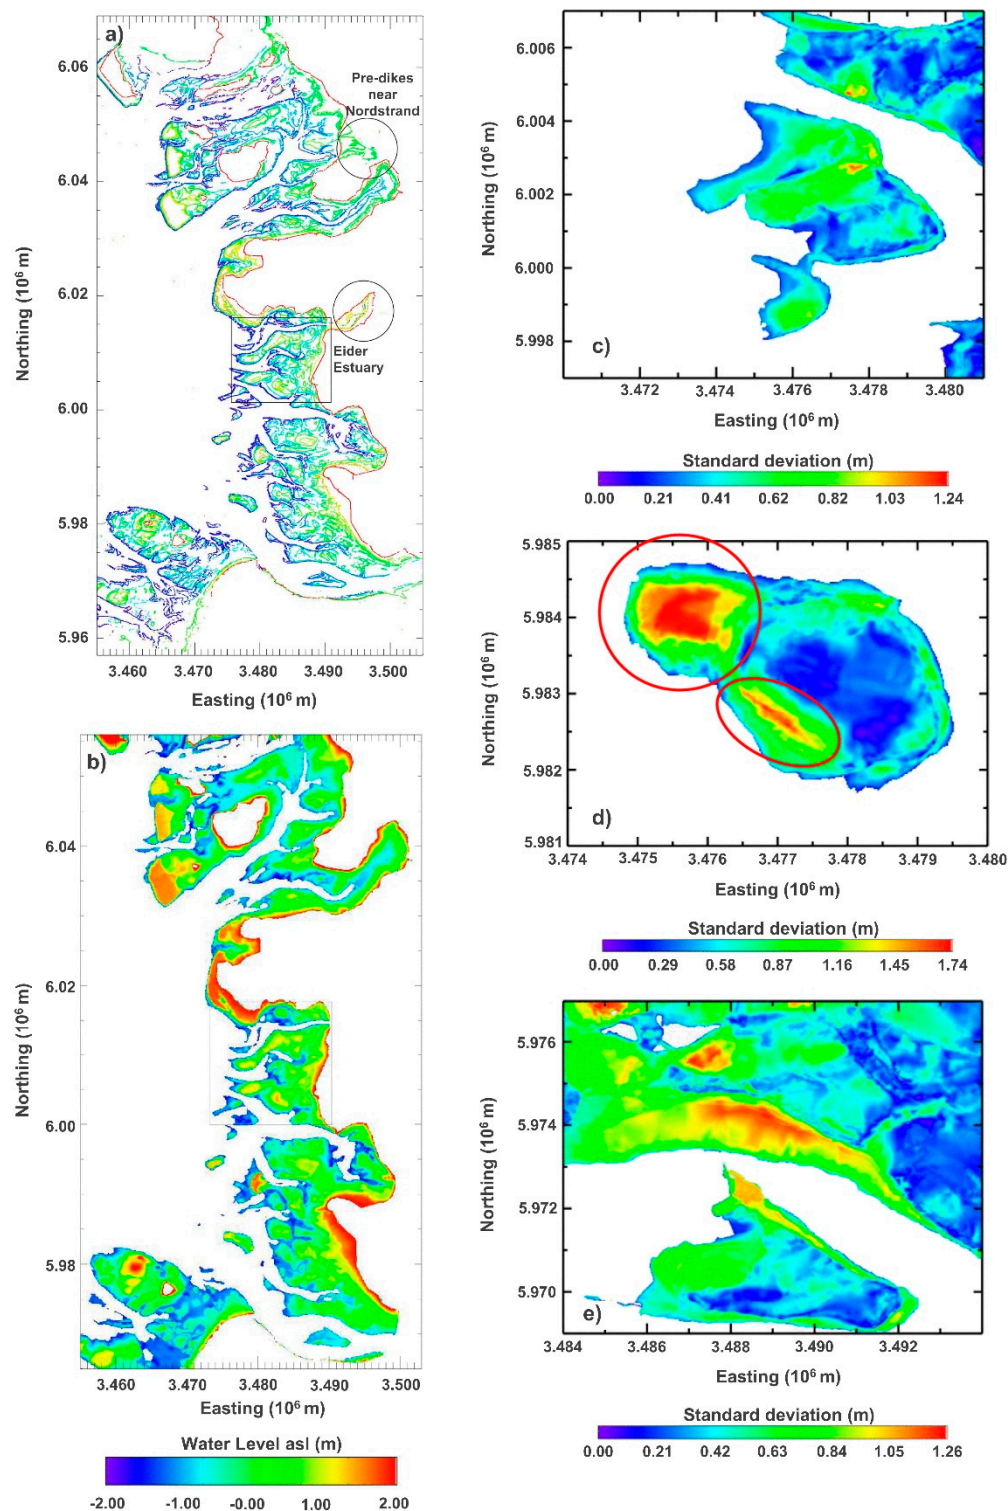 a)
6.06
6.04
6.02
6.00
5.98
5.96
Northing (10⁶ m)
Pre-dikes
near
Nordstrand
Eider
Estuary
3.460 3.470 3.480 3.490 3.500
Easting (10⁶ m)
b)
6.04
6.02
6.00
5.98
Northing (10⁶ m)
3.460 3.470 3.480 3.490 3.500
Easting (10⁶ m)
Water Level asl (m)
-2.00 -1.00 -0.00 1.00 2.00
6.006
6.004
6.002
6.000
5.998
Northing (10⁶ m)
c)
3.472 3.474 3.476 3.478 3.480
Easting (10⁶ m)
Standard deviation (m)
0.00 0.21 0.41 0.62 0.82 1.03 1.24
5.985
5.984
5.983
5.982
5.981
Northing (10⁶ m)
d)
3.474 3.475 3.476 3.477 3.478 3.479 3.480
Easting (10⁶ m)
Standard deviation (m)
0.00 0.29 0.58 0.87 1.16 1.45 1.74
5.976
5.974
5.972
5.970
Northing (10⁶ m)
e)
3.484 3.486 3.488 3.490 3.492
Easting (10⁶ m)
Standard deviation (m)
0.00 0.21 0.42 0.63 0.84 1.05 1.26